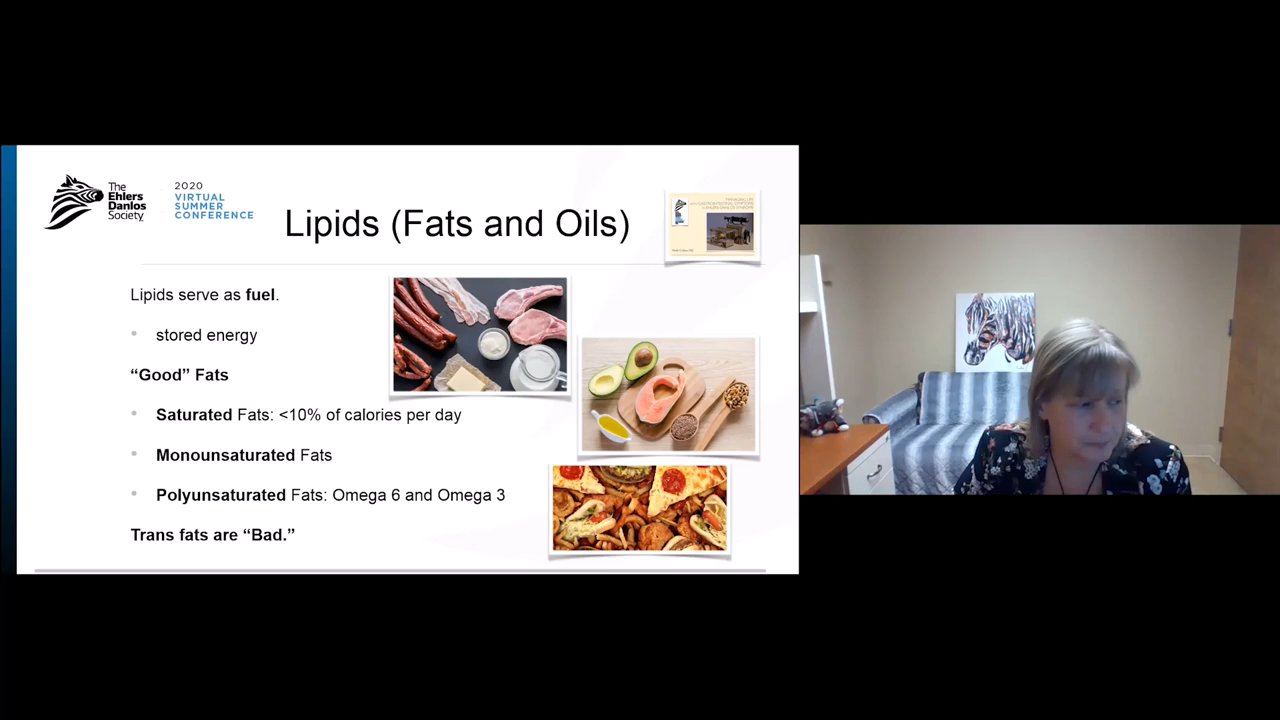 The
Ehlers
Danlos
Society
2020
VIRTUAL
SUMMER
CONFERENCE
Lipids (Fats and Oils)
Lipids serve as fuel.
• stored energy
“Good” Fats
• Saturated Fats: <10% of calories per day
• Monounsaturated Fats
• Polyunsaturated Fats: Omega 6 and Omega 3
Trans fats are “Bad.”